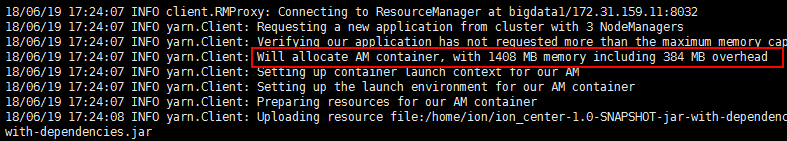 18/06/19 17:24:07 INFO client.RMProxy: Connecting to ResourceManager at bigdata1/172.31.159.11:8032
18/06/19 17:24:07 INFO yarn.Client: Requesting a new application from cluster with 3 NodeManagers
18/06/19 17:24:07 INFO yarn.Client: Verifying our application has not requested more than the maximum memory cap
18/06/19 17:24:07 INFO yarn.Client: Will allocate AM container, with 1408 MB memory including 384 MB overhead
18/06/19 17:24:07 INFO yarn.Client: Setting up container launch context for our AM
18/06/19 17:24:07 INFO yarn.Client: Setting up the launch environment for our AM container
18/06/19 17:24:07 INFO yarn.Client: Preparing resources for our AM container
18/06/19 17:24:08 INFO yarn.Client: Uploading resource file:/home/ion/ion_center-1.0-SNAPSHOT-jar-with-dependenc
with-dependencies.jar